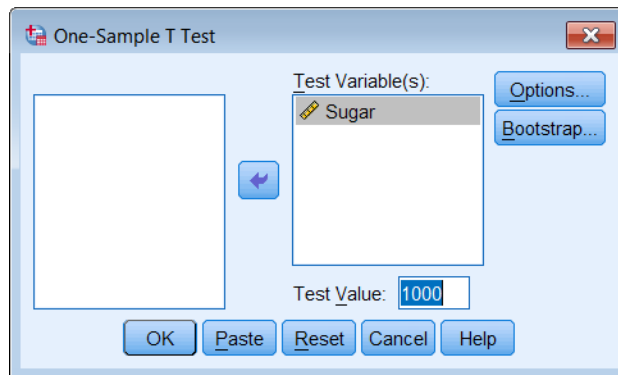 One-Sample T Test
Test Variable(s):
Sugar
Options...
Bootstrap...
Test Value: 1000
OK Paste Reset Cancel Help